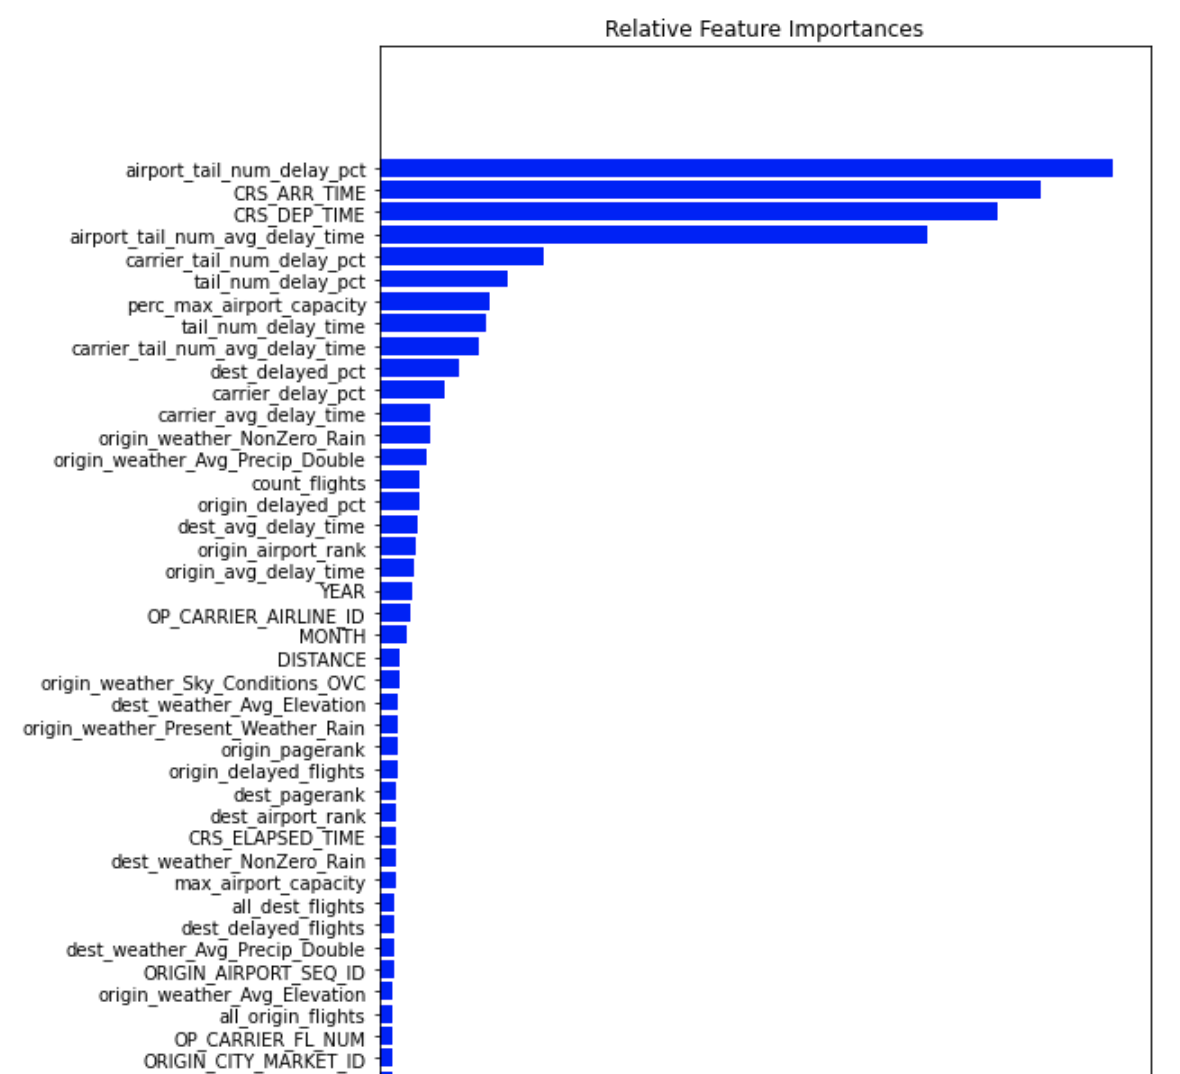 Relative Feature Importances
airport_tail_num_delay_pct
CRS_ARR_TIME
CRS_DEP_TIME
airport_tail_num_avg_delay_time
carrier_tail_num_delay_pct
tail_num_delay_pct
perc_max_airport_capacity
tail_num_delay_time
carrier_tail_num_avg_delay_time
dest_delayed_pct
carrier_delay_pct
carrier_avg_delay_time
origin_weather_NonZero_Rain
origin_weather_Avg_Precip_Double
count_flights
origin_delayed_pct
dest_avg_delay_time
origin_airport_rank
origin_avg_delay_time
YEAR
OP_CARRIER_AIRLINE_ID
MONTH
DISTANCE
origin_weather_Sky_Conditions_OVC
dest_weather_Avg_Elevation
origin_weather_Present_Weather_Rain
origin_pagerank
origin_delayed_flights
dest_pagerank
dest_airport_rank
CRS_ELAPSED_TIME
dest_weather_NonZero_Rain
max_airport_capacity
all_dest_flights
dest_delayed_flights
dest_weather_Avg_Precip_Double
ORIGIN_AIRPORT_SEQ_ID
origin_weather_Avg_Elevation
all_origin_flights
OP_CARRIER_FL_NUM
ORIGIN_CITY_MARKET_ID